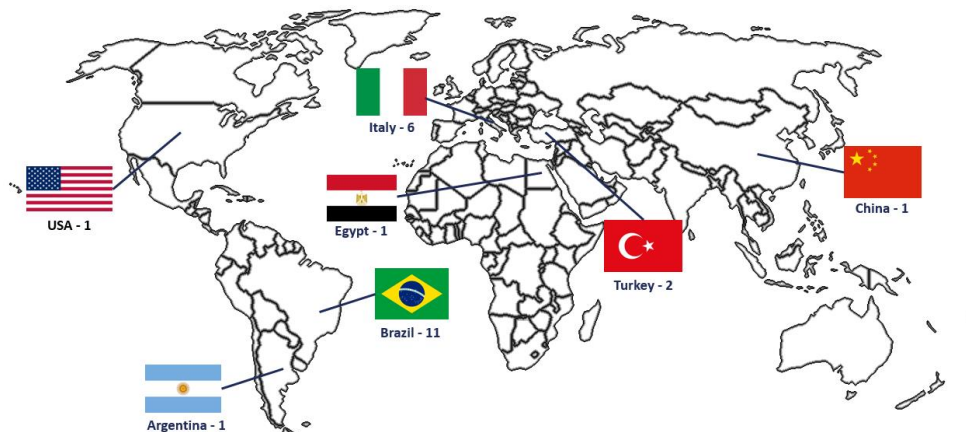 Italy - 6
USA - 1
Egypt - 1
China - 1
Turkey - 2
Brazil - 11
Argentina - 1